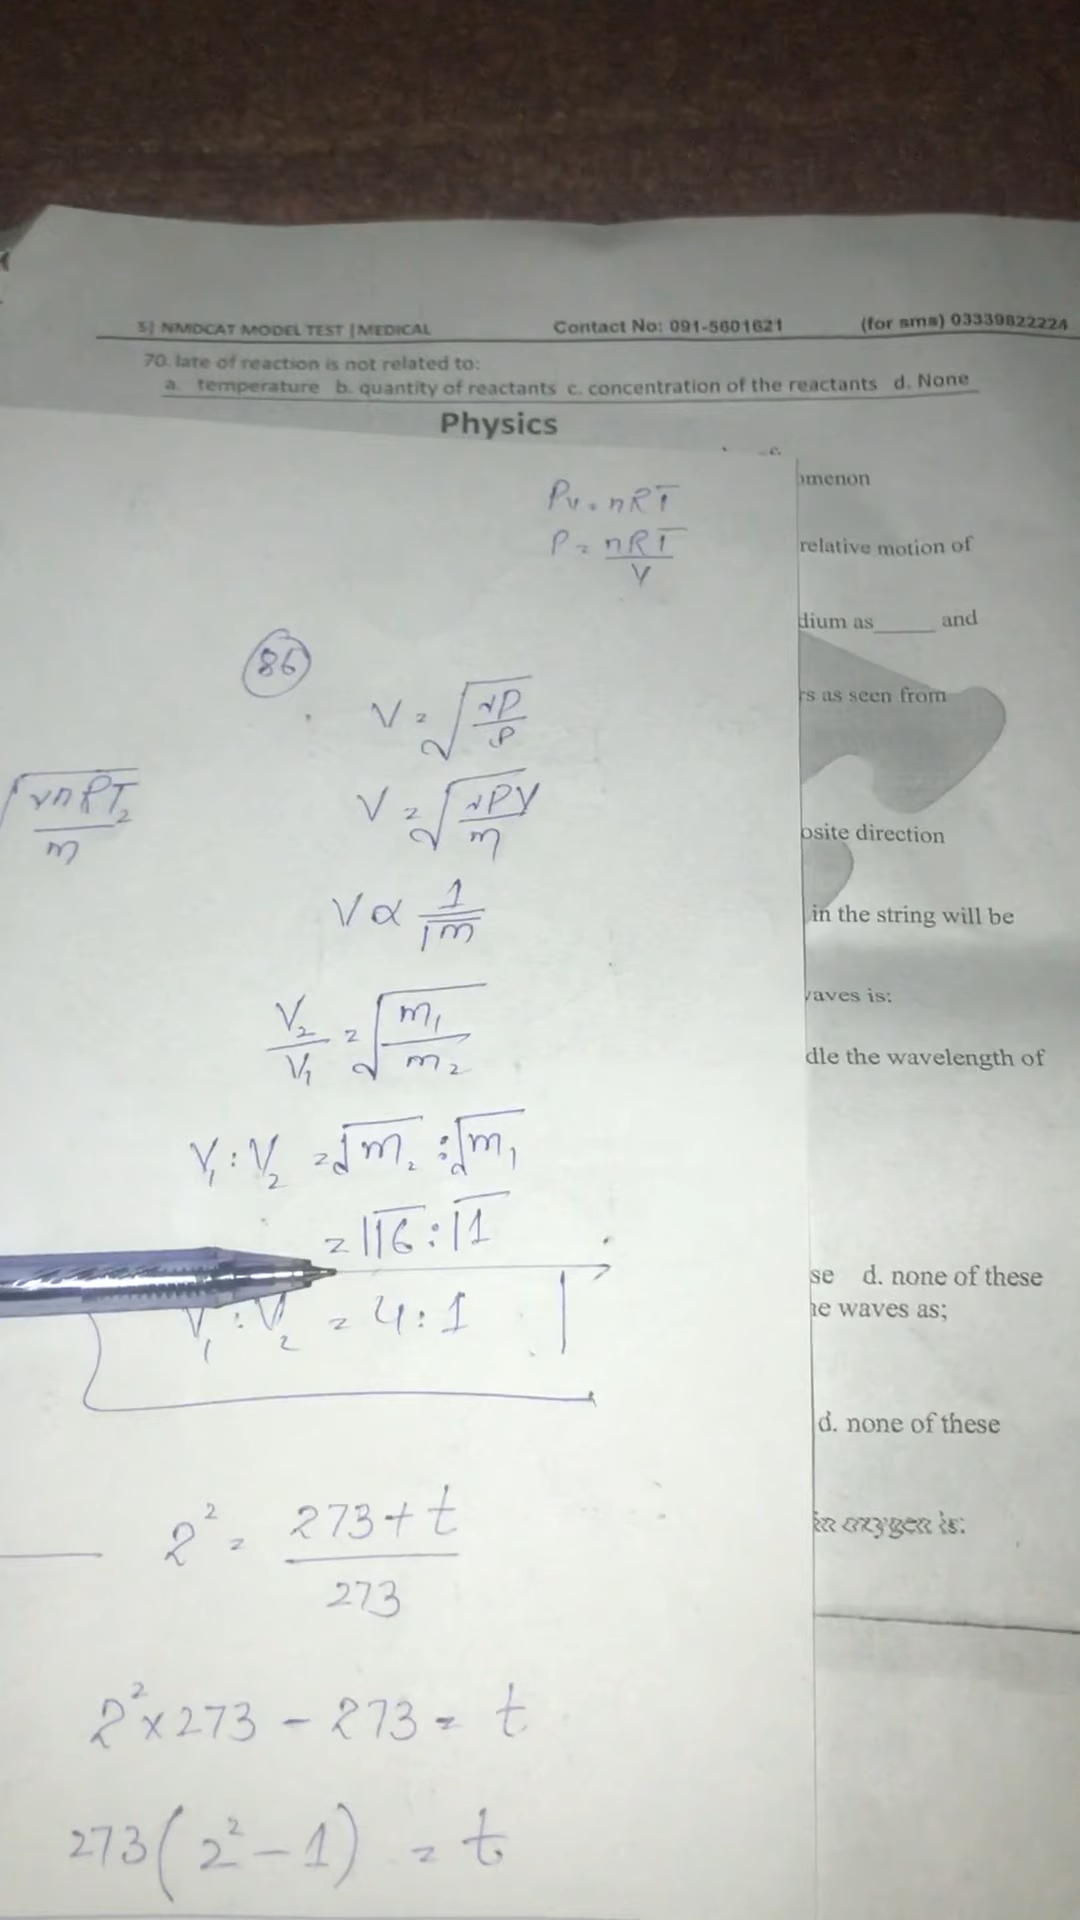 5| NMDCAT MODEL TEST |MEDICAL Contact No: 091-5601621 (for sms) 03339822224
70. late of reaction is not related to:
a. temperature b. quantity of reactants c. concentration of the reactants d. None
Physics
c.
omenon
PV = nRT
P = nRT/V
relative motion of
dium as_____ and
86
rs as seen from
V = √(γP/ρ)
√(γnRT₂/m)
V = √(γPV/m)
osite direction
V ∝ 1/√m
in the string will be
vaves is:
V₂/V₁ = √(m₁/m₂)
dle the wavelength of
V₁ : V₂ = √m₂ : √m₁
= √16 : √1
se d. none of these
he waves as;
V₁ : V₂ = 4 : 1
d. none of these
2² = (273 + t)/273
in oxygen is:
2² × 273 - 273 = t
273(2² - 1) = t